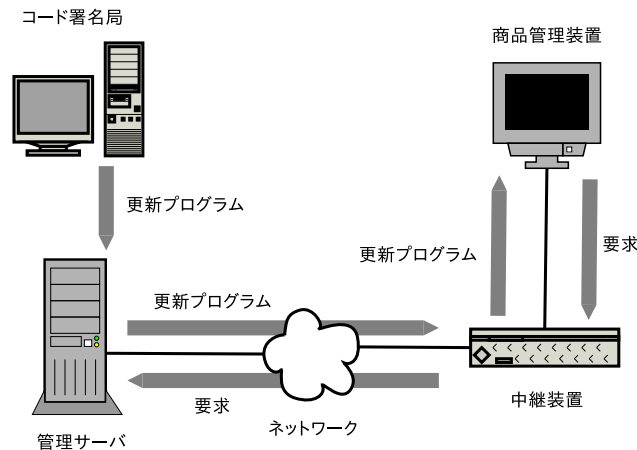 コード署名局
商品管理装置
更新プログラム
更新プログラム
要求
更新プログラム
要求
中継装置
ネットワーク
管理サーバ